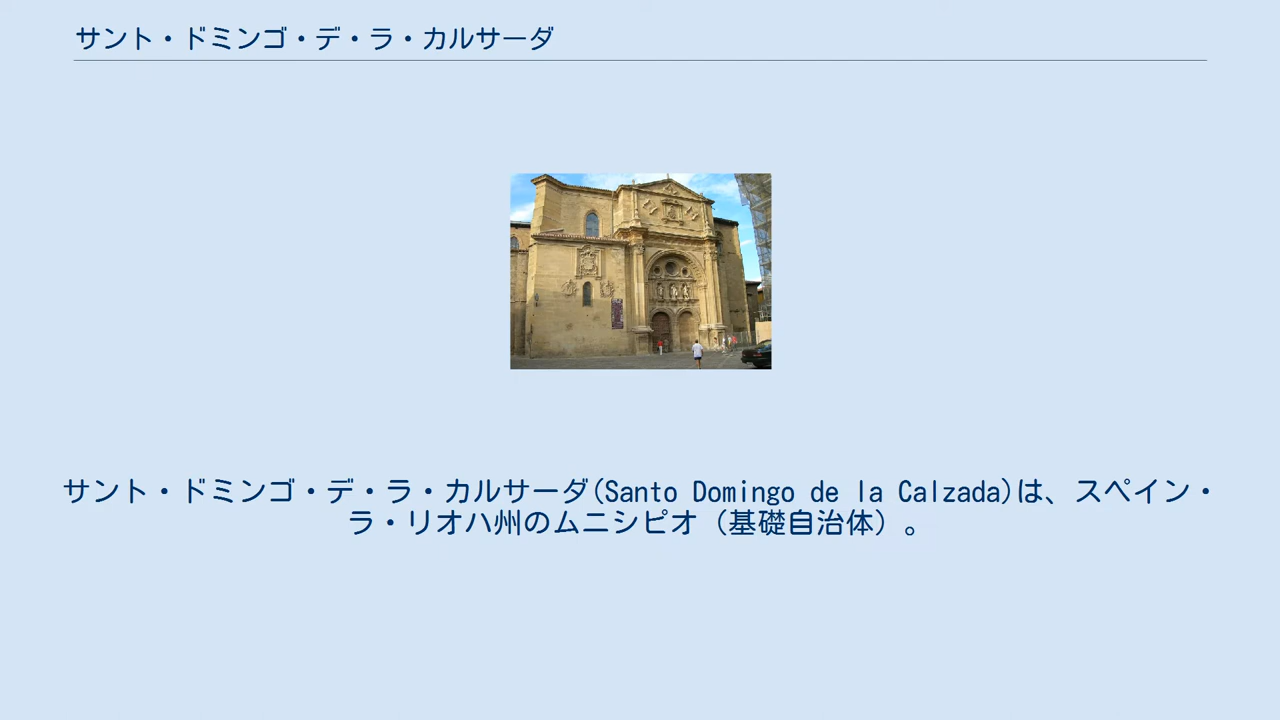 サント・ドミンゴ・デ・ラ・カルサーダ
サント・ドミンゴ・デ・ラ・カルサーダ(Santo Domingo de la Calzada)は、スペイン・
ラ・リオハ州のムニシピオ（基礎自治体）。